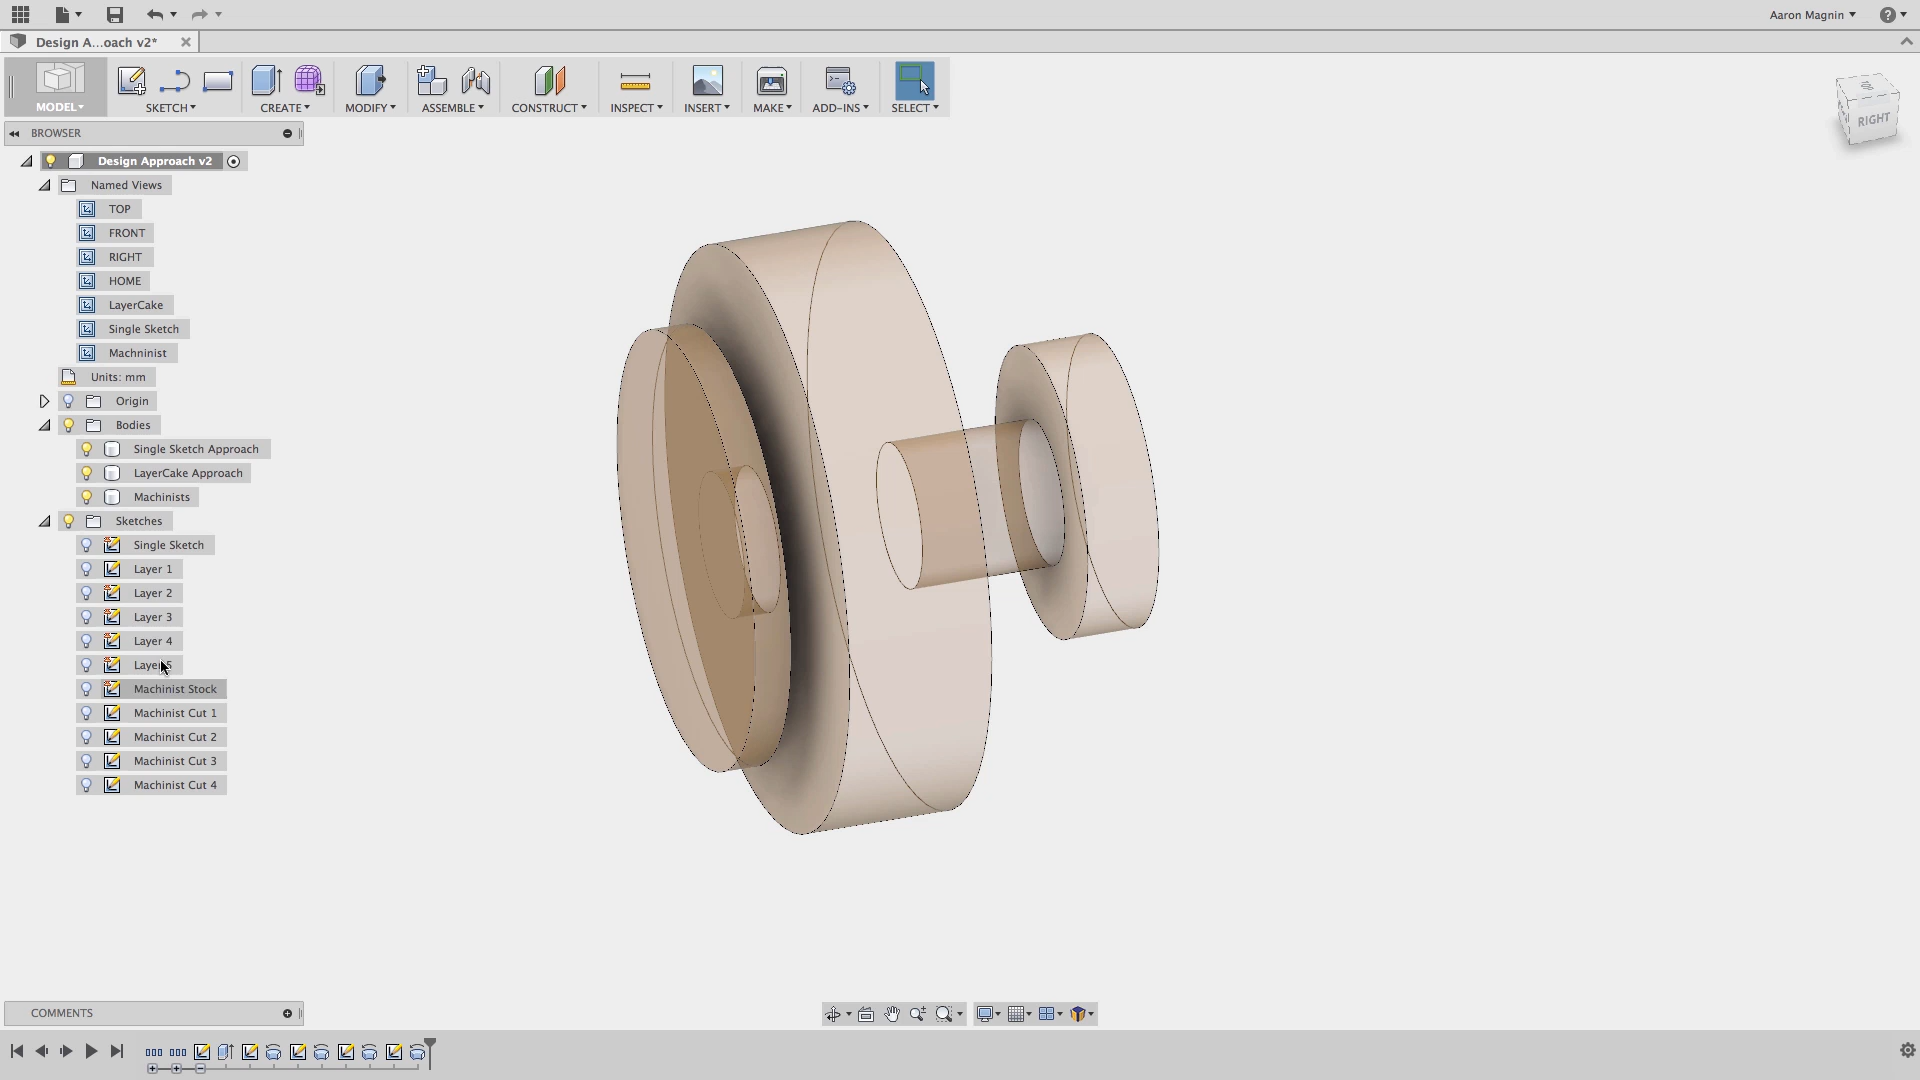 Aaron Magnin
?
Design A...oach v2*
MODEL
SKETCH
CREATE
MODIFY
ASSEMBLE
CONSTRUCT
INSPECT
INSERT
MAKE
ADD-INS
SELECT
RIGHT
BROWSER
Design Approach v2
Named Views
TOP
FRONT
RIGHT
HOME
LayerCake
Single Sketch
Machninist
Units: mm
Origin
Bodies
Single Sketch Approach
LayerCake Approach
Machinists
Sketches
Single Sketch
Layer 1
Layer 2
Layer 3
Layer 4
Layer 5
Machinist Stock
Machinist Cut 1
Machinist Cut 2
Machinist Cut 3
Machinist Cut 4
COMMENTS